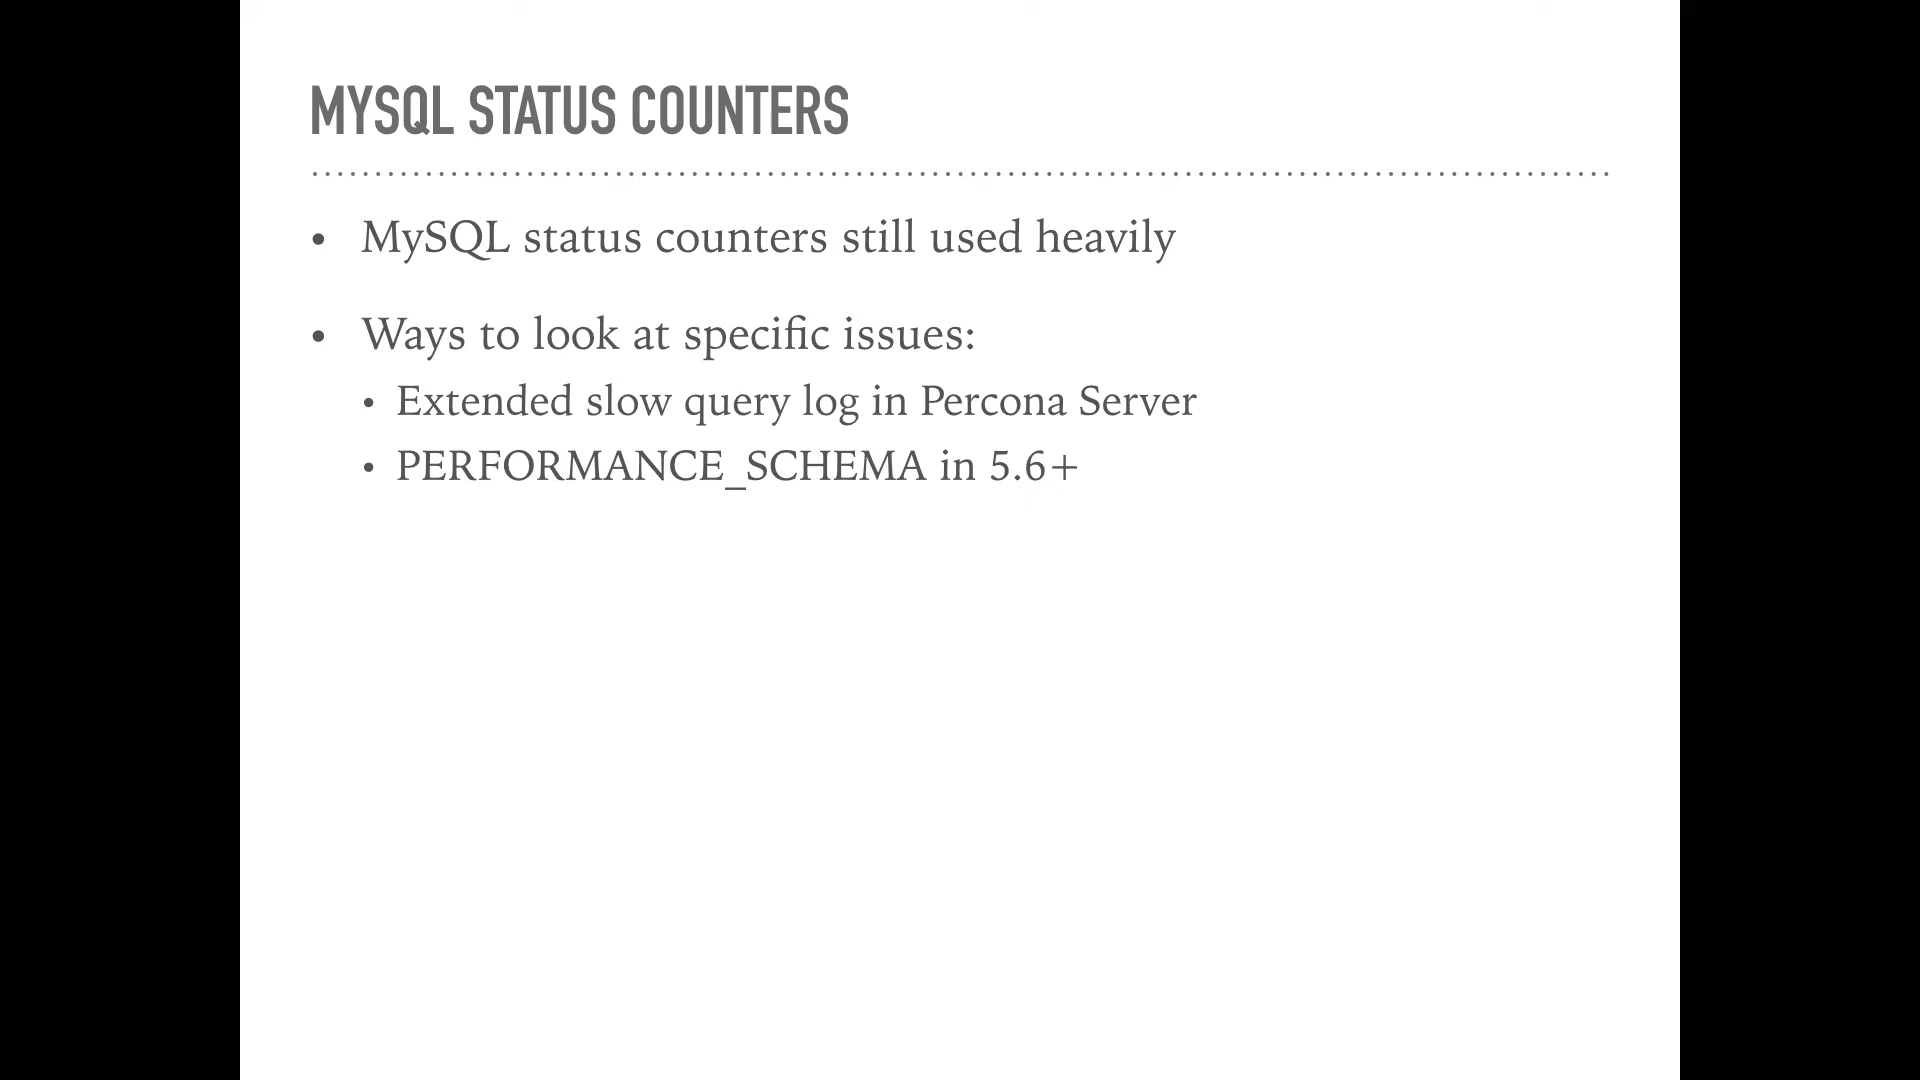 MYSQL STATUS COUNTERS
• MySQL status counters still used heavily
• Ways to look at specific issues:
• Extended slow query log in Percona Server
• PERFORMANCE_SCHEMA in 5.6+